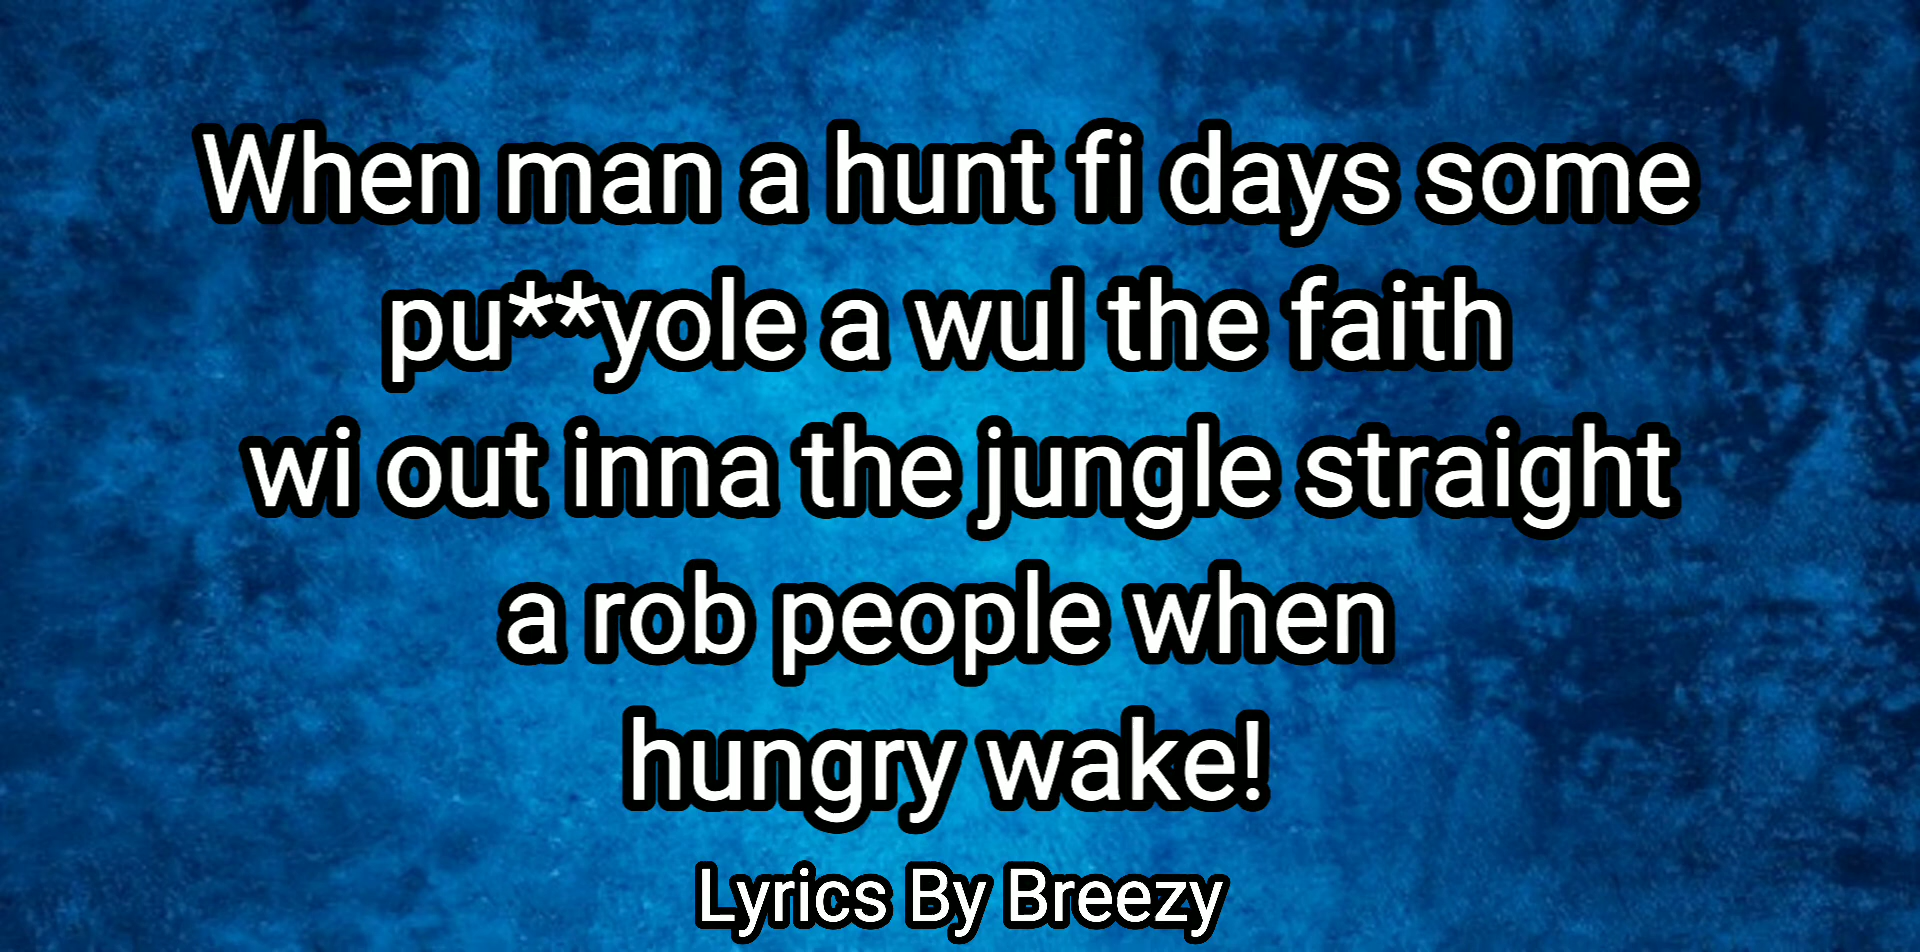 When man a hunt fi days some
pu**yole a wul the faith
wi out inna the jungle straight
a rob people when
hungry wake!
Lyrics By Breezy